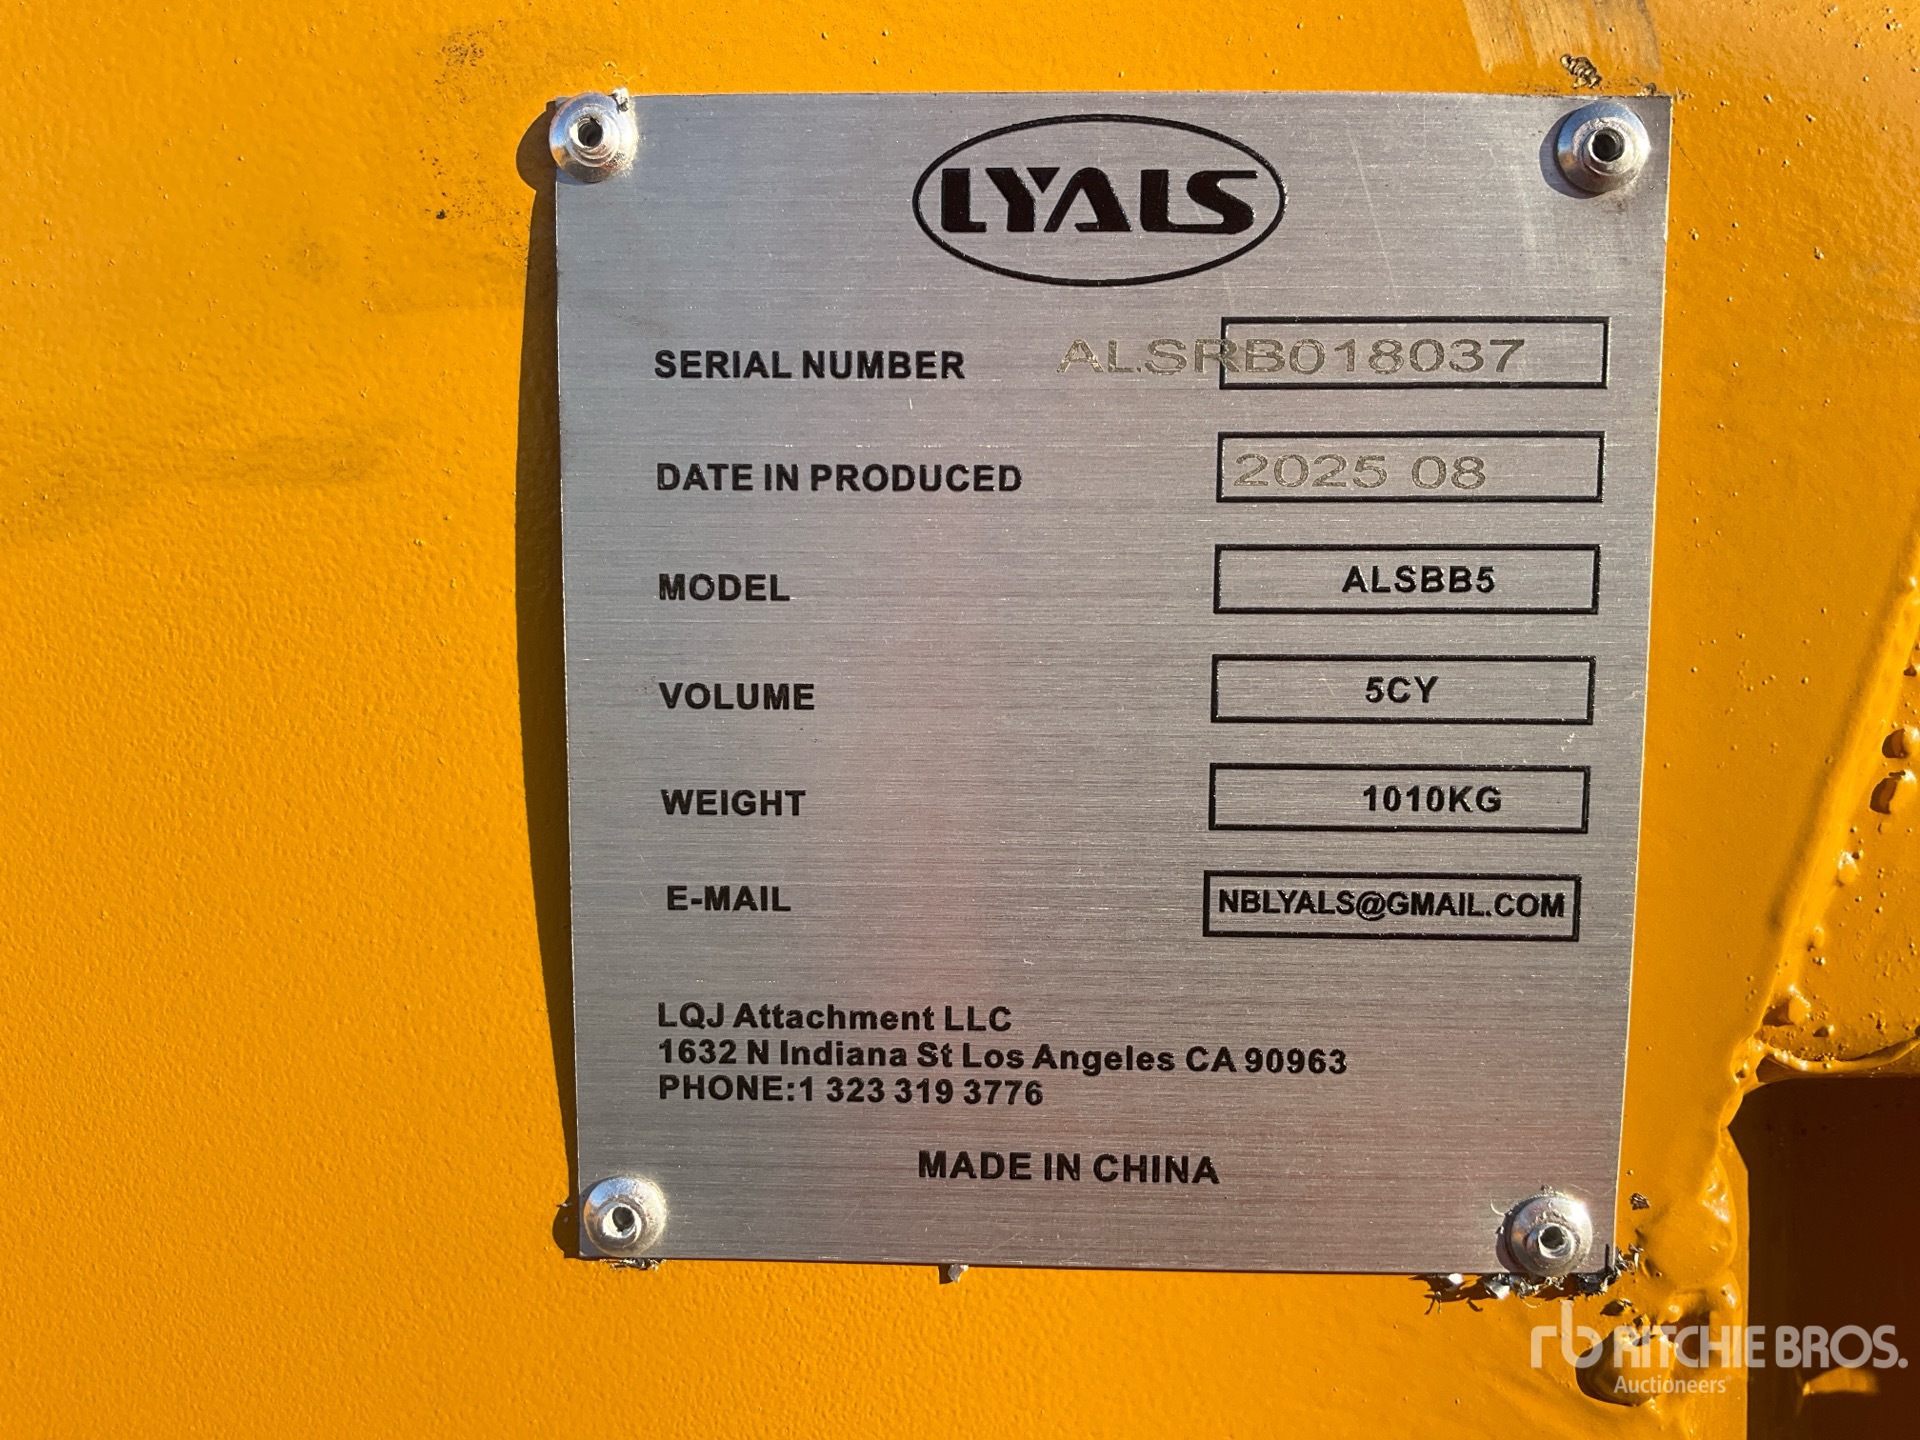 LYALS
SERIAL NUMBER ALSRB018037
DATE IN PRODUCED 2025 08
MODEL ALSBB5
VOLUME 5CY
WEIGHT 1010KG
E-MAIL NBLYALS@GMAIL.COM
LQJ Attachment LLC
1632 N Indiana St Los Angeles CA 90963
PHONE:1 323 319 3776
MADE IN CHINA
rb RITCHIE BROS.
Auctioneers